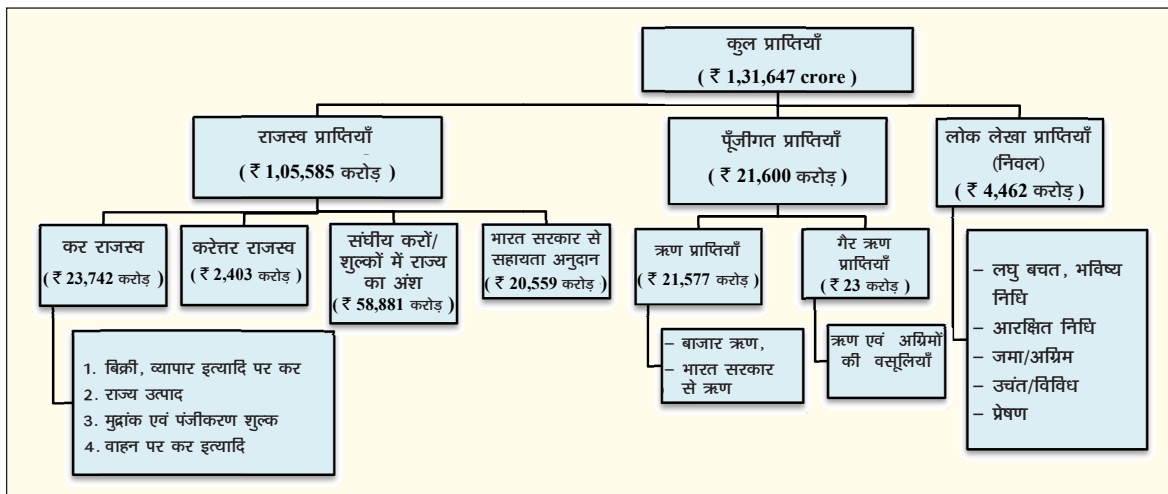 कुल प्राप्तियाँ
( ₹ 1,31,647 crore )
राजस्व प्राप्तियाँ
( ₹ 1,05,585 करोड़ )
पूँजीगत प्राप्तियाँ
( ₹ 21,600 करोड़ )
लोक लेखा प्राप्तियाँ
(निवल)
( ₹ 4,462 करोड़ )
कर राजस्व
( ₹ 23,742 करोड़ )
करेत्तर राजस्व
( ₹ 2,403 करोड़ )
संघीय करों/
शुल्कों में राज्य
का अंश
( ₹ 58,881 करोड़ )
भारत सरकार से
सहायता अनुदान
( ₹ 20,559 करोड़ )
ऋण प्राप्तियाँ
( ₹ 21,577 करोड़ )
गैर ऋण
प्राप्तियाँ
( ₹ 23 करोड़ )
1. बिक्री, व्यापार इत्यादि पर कर
2. राज्य उत्पाद
3. मुद्रांक एवं पंजीकरण शुल्क
4. वाहन पर कर इत्यादि
– बाजार ऋण,
– भारत सरकार
से ऋण
ऋण एवं अग्रिमों
की वसूलियाँ
– लघु बचत, भविष्य
निधि
– आरक्षित निधि
– जमा/अग्रिम
– उचंत/विविध
– प्रेषण